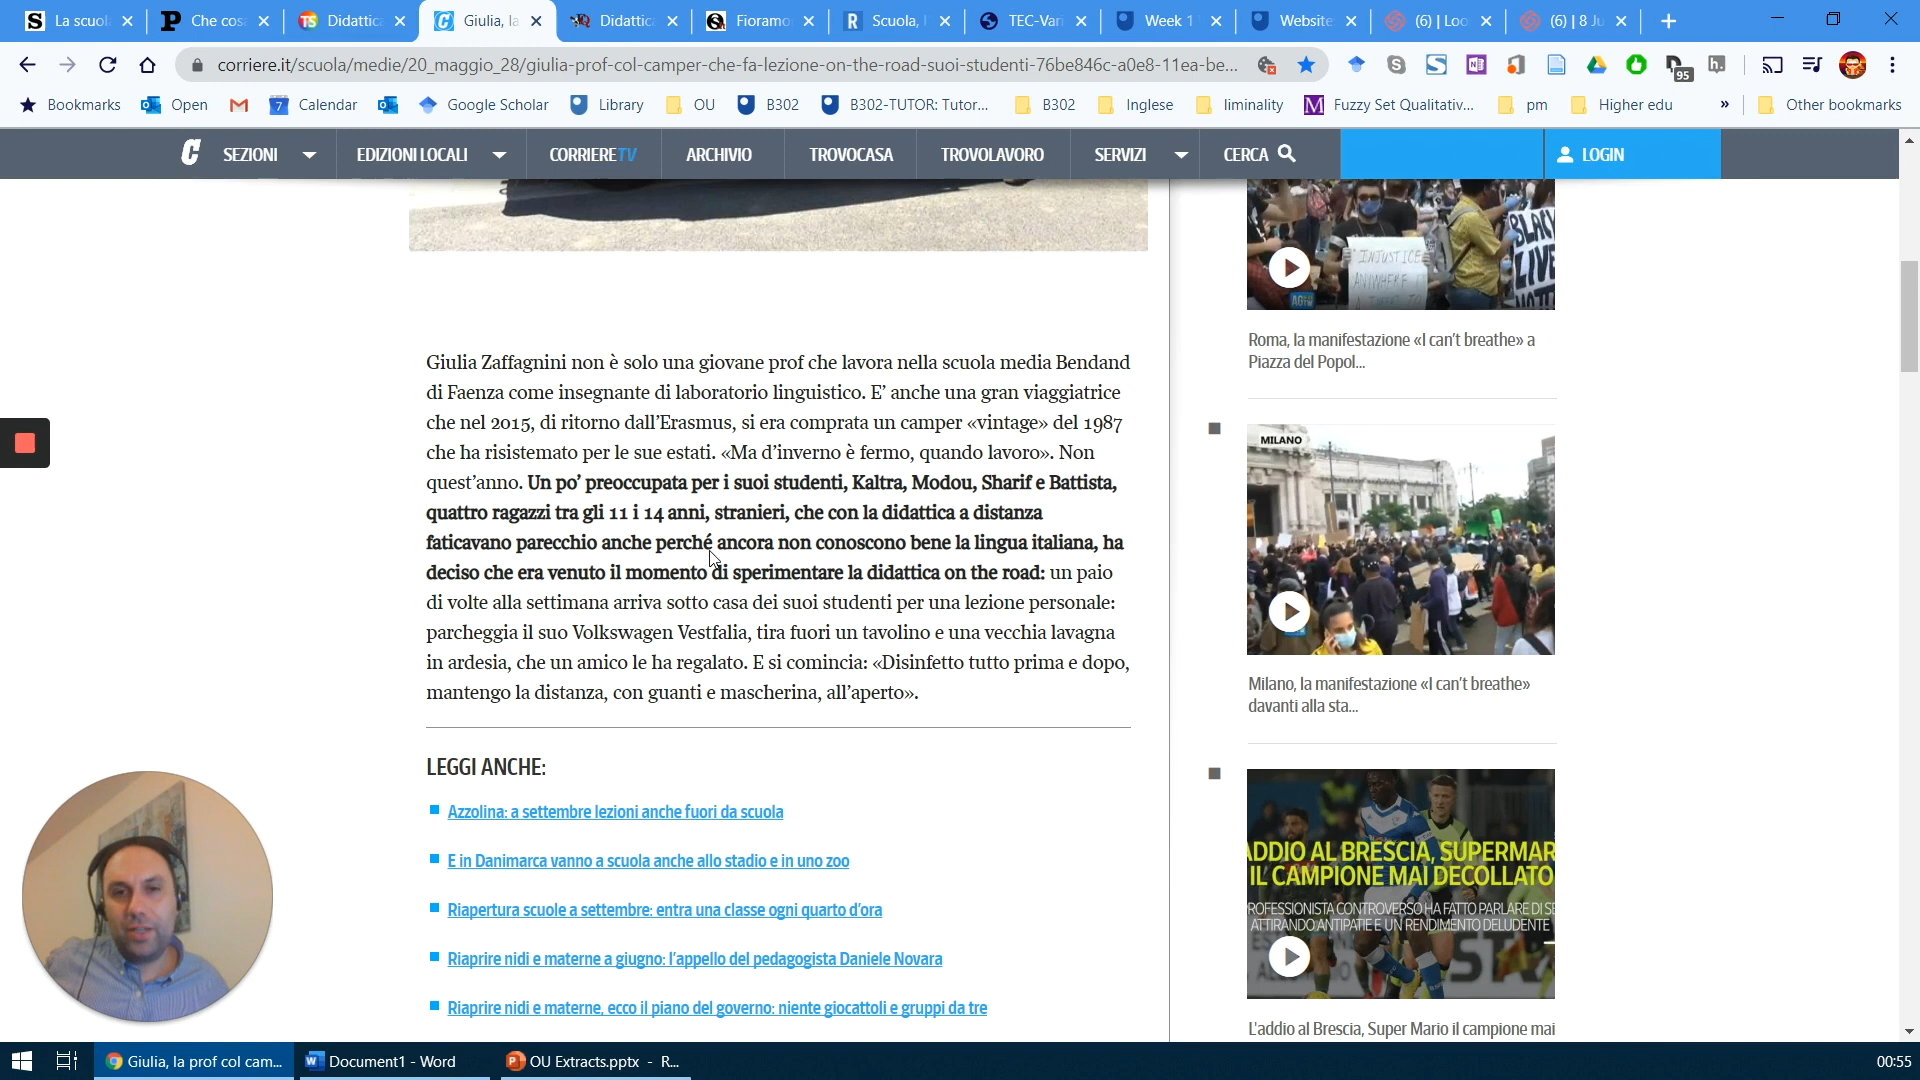 La scuol
Che cos
Didattic
Giulia, la
Didattic
Fioramo
Scuola,
TEC-Var
Week 1
Website
(6) | Loo
(6) | 8 Ju
corriere.it/scuola/medie/20_maggio_28/giulia-prof-col-camper-che-fa-lezione-on-the-road-suoi-studenti-76be846c-a0e8-11ea-be...
95
Bookmarks
Open
Calendar
Google Scholar
Library
OU
B302
B302-TUTOR: Tutor...
B302
Inglese
liminality
Fuzzy Set Qualitativ...
pm
Higher edu
»
Other bookmarks
SEZIONI
EDIZIONI LOCALI
CORRIERETV
ARCHIVIO
TROVOCASA
TROVOLAVORO
SERVIZI
CERCA
LOGIN
Giulia Zaffagnini non è solo una giovane prof che lavora nella scuola media Bendand
di Faenza come insegnante di laboratorio linguistico. E’ anche una gran viaggiatrice
che nel 2015, di ritorno dall’Erasmus, si era comprata un camper «vintage» del 1987
che ha risistemato per le sue estati. «Ma d’inverno è fermo, quando lavoro». Non
quest’anno. Un po’ preoccupata per i suoi studenti, Kaltra, Modou, Sharif e Battista,
quattro ragazzi tra gli 11 i 14 anni, stranieri, che con la didattica a distanza
faticavano parecchio anche perché ancora non conoscono bene la lingua italiana, ha
deciso che era venuto il momento di sperimentare la didattica on the road: un paio
di volte alla settimana arriva sotto casa dei suoi studenti per una lezione personale:
parcheggia il suo Volkswagen Vestfalia, tira fuori un tavolino e una vecchia lavagna
in ardesia, che un amico le ha regalato. E si comincia: «Disinfetto tutto prima e dopo,
mantengo la distanza, con guanti e mascherina, all’aperto».
LEGGI ANCHE:
Azzolina: a settembre lezioni anche fuori da scuola
E in Danimarca vanno a scuola anche allo stadio e in uno zoo
Riapertura scuole a settembre: entra una classe ogni quarto d’ora
Riaprire nidi e materne a giugno: l’appello del pedagogista Daniele Novara
Riaprire nidi e materne, ecco il piano del governo: niente giocattoli e gruppi da tre
INJUSTICE
ANYWHERE
BLACK
LIVE
Roma, la manifestazione «I can’t breathe» a
Piazza del Popol...
MILANO
Milano, la manifestazione «I can’t breathe»
davanti alla sta...
ADDIO AL BRESCIA, SUPERMAR
IL CAMPIONE MAI DECOLLATO
ROFESSIONISTA CONTROVERSO HA FATTO PARLARE DI SE
ATTIRANDO ANTIPATIE E UN RENDIMENTO DELUDENTE
L’addio al Brescia, Super Mario il campione mai
Giulia, la prof col cam...
Document1 - Word
OU Extracts.pptx - R...
00:55